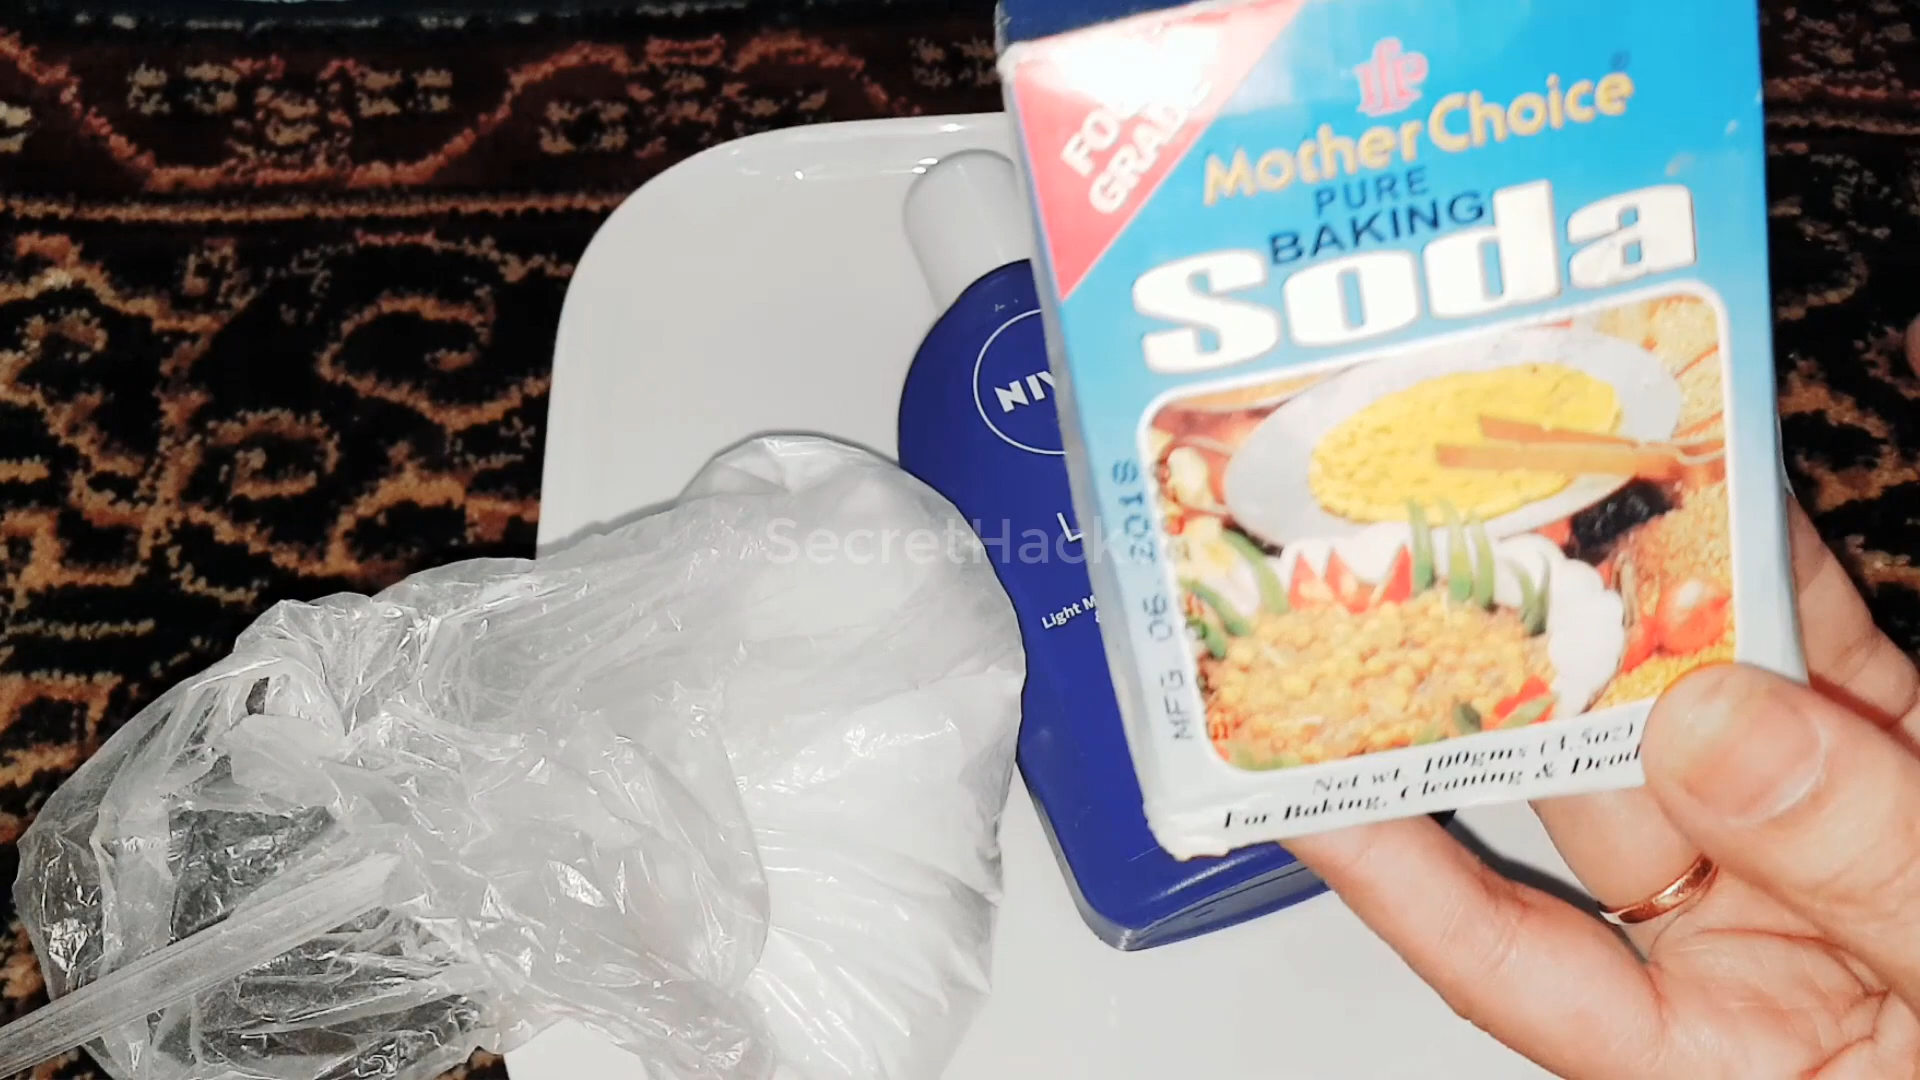 FOOD
GRADE
Mother Choice
PURE
BAKING
Soda
MFG 06.2018
Net wt. 100gms (3.5oz)
For Baking, Cleaning & Deod
NIV
L
Light M
SecretHack